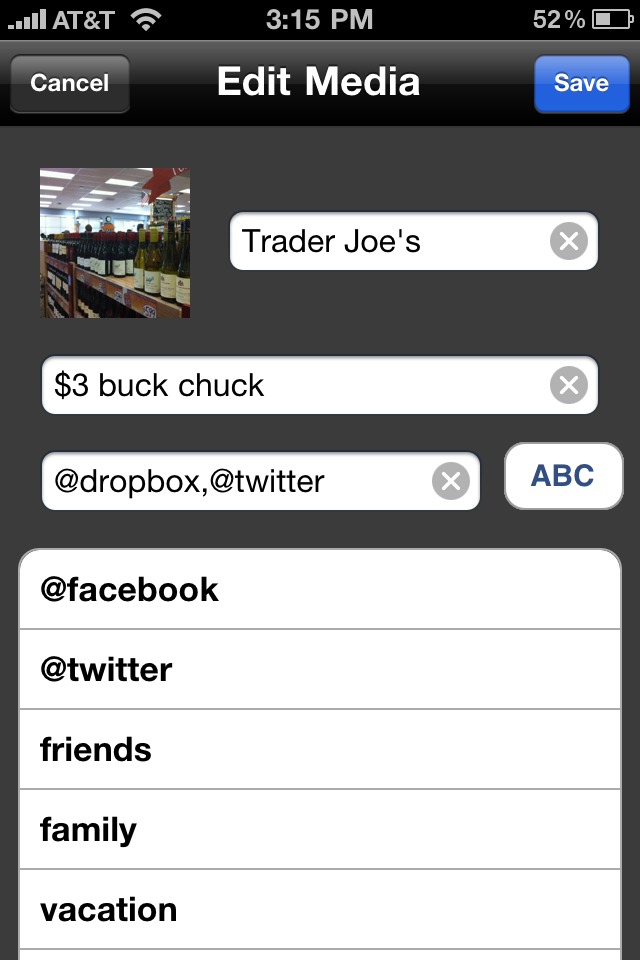 AT&T 3:15 PM 52%
Cancel Edit Media Save
Trader Joe's
$3 buck chuck
@dropbox,@twitter ABC
@facebook
@twitter
friends
family
vacation